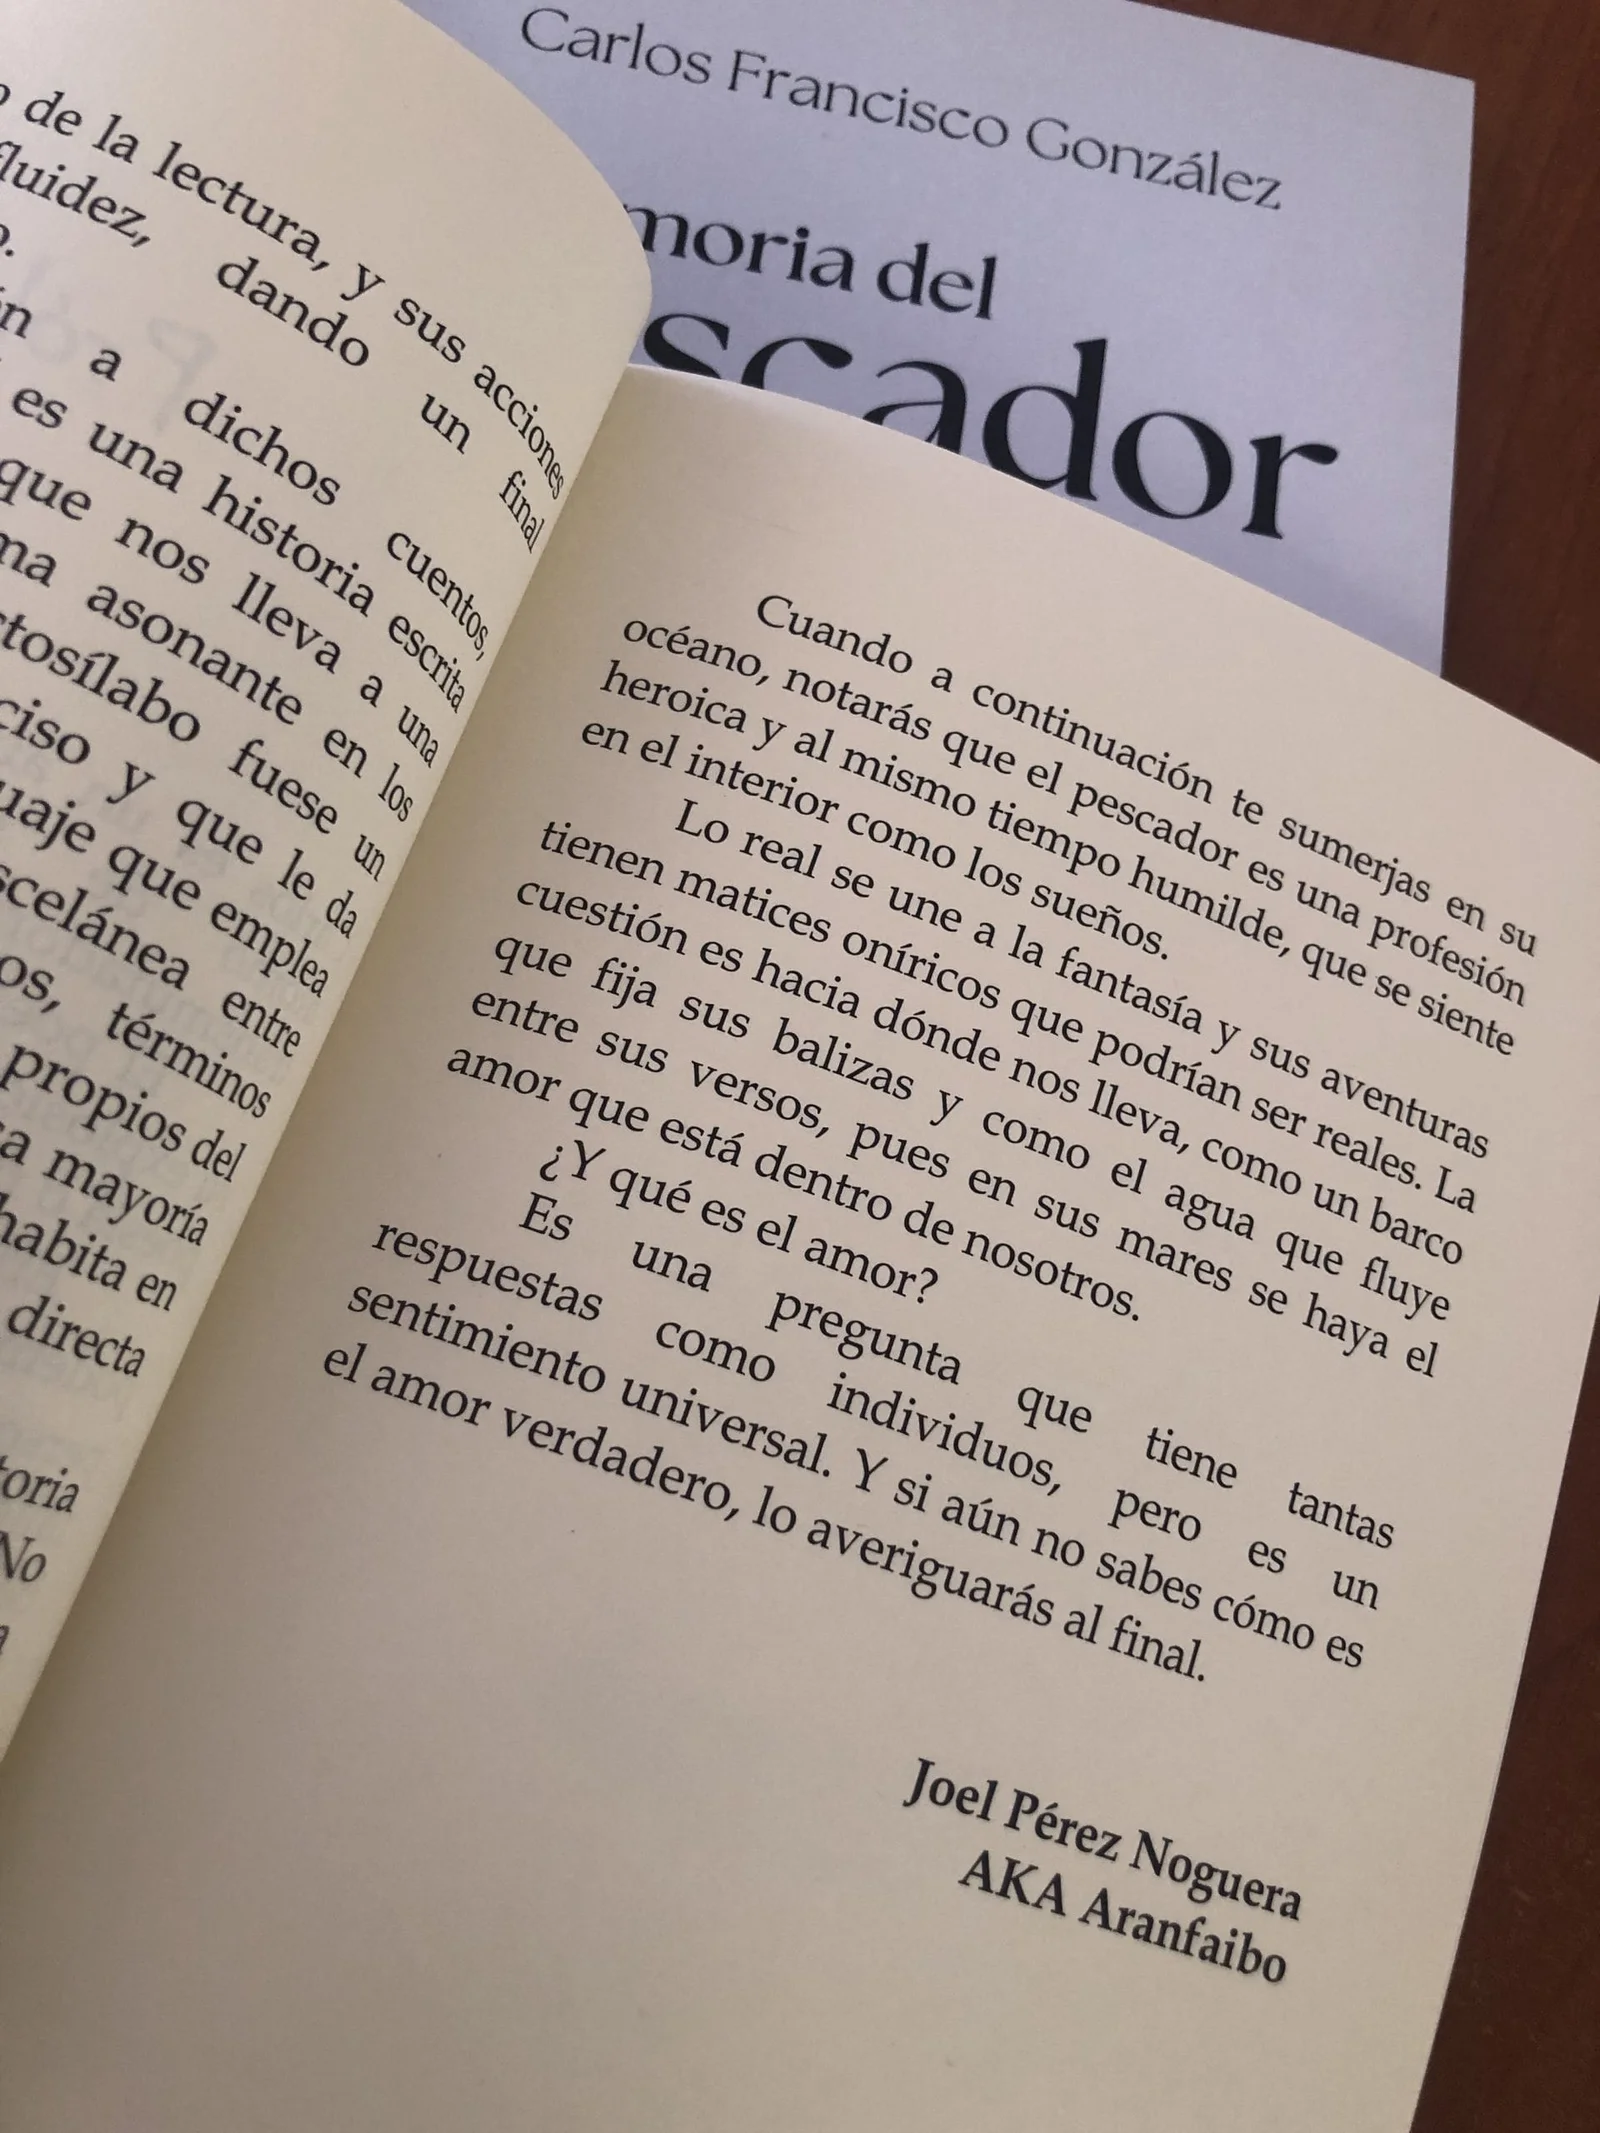 Carlos Francisco González
moria del
scador
de la lectura, y sus acciones
fluidez, dando un final
a dichos cuentos,
es una historia escrita
que nos lleva a una
asonante en los
fuese un
y que le da
que emplea
entre
términos
propios del
mayoría
habita en
directa
No
Cuando a continuación te sumerjas en su
océano, notarás que el pescador es una profesión
heroica y al mismo tiempo humilde, que se siente
en el interior como los sueños.
Lo real se une a la fantasía y sus aventuras
tienen matices oníricos que podrían ser reales. La
cuestión es hacia dónde nos lleva, como un barco
que fija sus balizas y como el agua que fluye
entre sus versos, pues en sus mares se haya el
amor que está dentro de nosotros.
¿Y qué es el amor?
Es una pregunta que tiene tantas
respuestas como individuos, pero es un
sentimiento universal. Y si aún no sabes cómo es
el amor verdadero, lo averiguarás al final.
Joel Pérez Noguera
AKA Aranfaibo